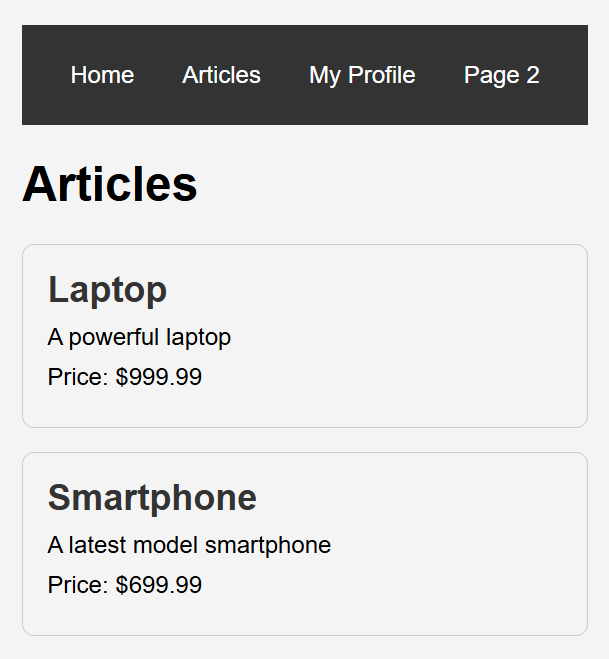 Home Articles My Profile Page 2
Articles
Laptop
A powerful laptop
Price: $999.99
Smartphone
A latest model smartphone
Price: $699.99